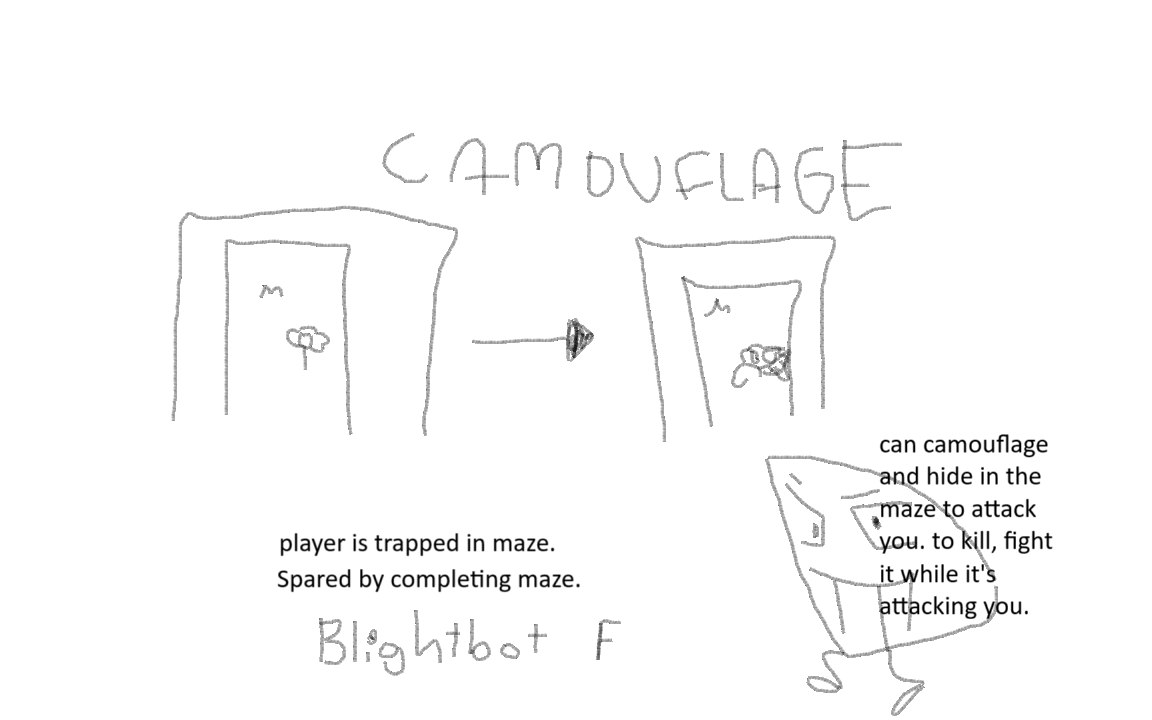 CAMOUFLAGE
can camouflage
and hide in the
maze to attack
you. to kill, fight
it while it's
attacking you.
player is trapped in maze.
Spared by completing maze.
Blightbot F